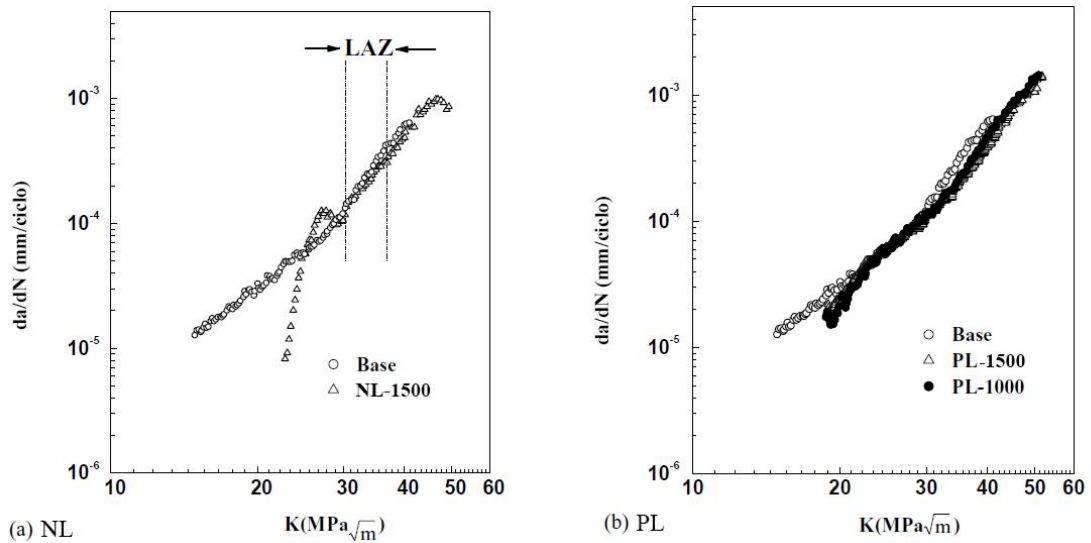 LAZ
10⁻³
10⁻⁴
10⁻⁵
10⁻⁶
da/dN (mm/ciclo)
Base
NL-1500
10 20 30 40 50 60
K(MPa√m)
(a) NL
10⁻³
10⁻⁴
10⁻⁵
10⁻⁶
da/dN (mm/ciclo)
Base
PL-1500
PL-1000
10 20 30 40 50 60
K(MPa√m)
(b) PL